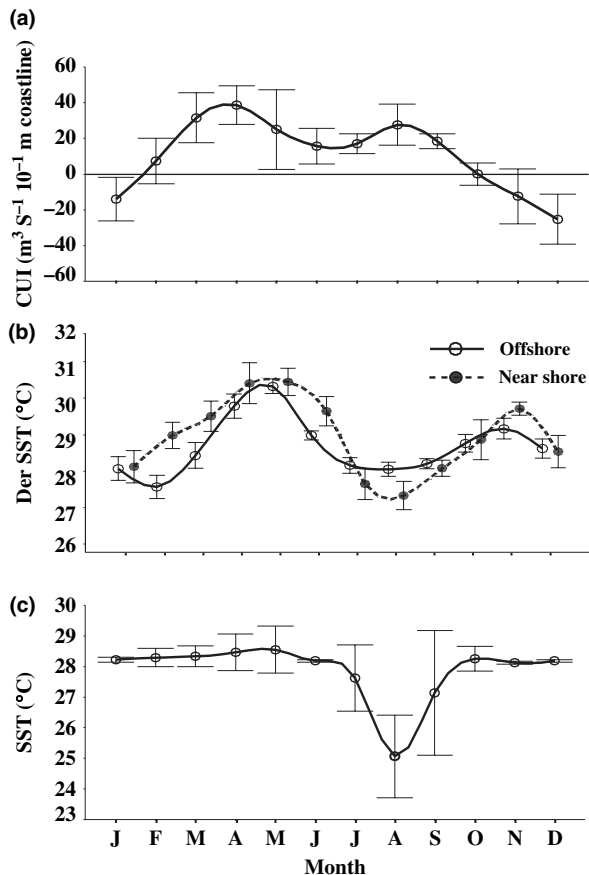 (a)
CUI (m³ S⁻¹ 10⁻¹ m coastline)
60
40
20
0
−20
−40
−60
(b)
Der SST (°C)
32
31
30
29
28
27
26
Offshore
Near shore
(c)
SST (°C)
30
29
28
27
26
25
24
23
J F M A M J J A S O N D
Month